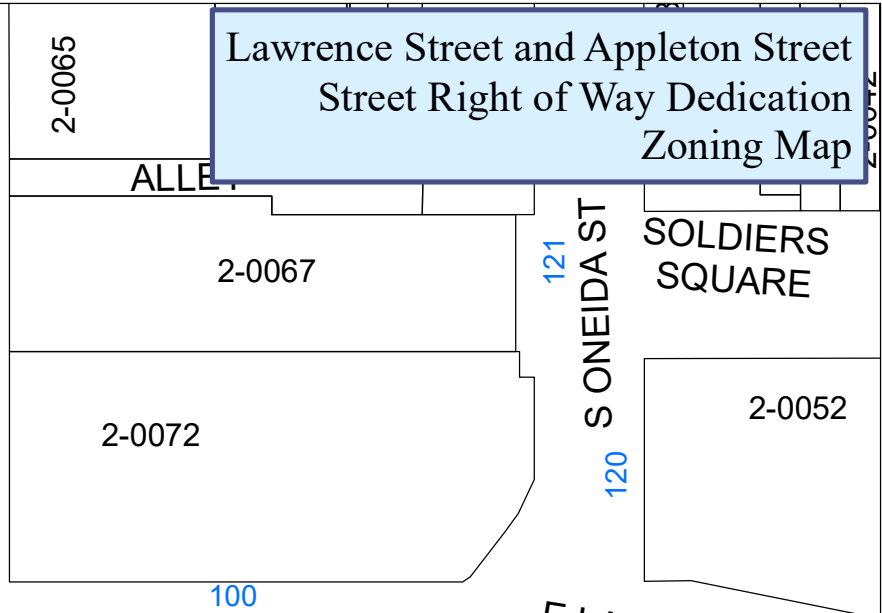 Lawrence Street and Appleton Street
Street Right of Way Dedication
Zoning Map
2-0065
2-0067
121
S ONEIDA ST
SOLDIERS
SQUARE
2-0072
2-0052
120
100